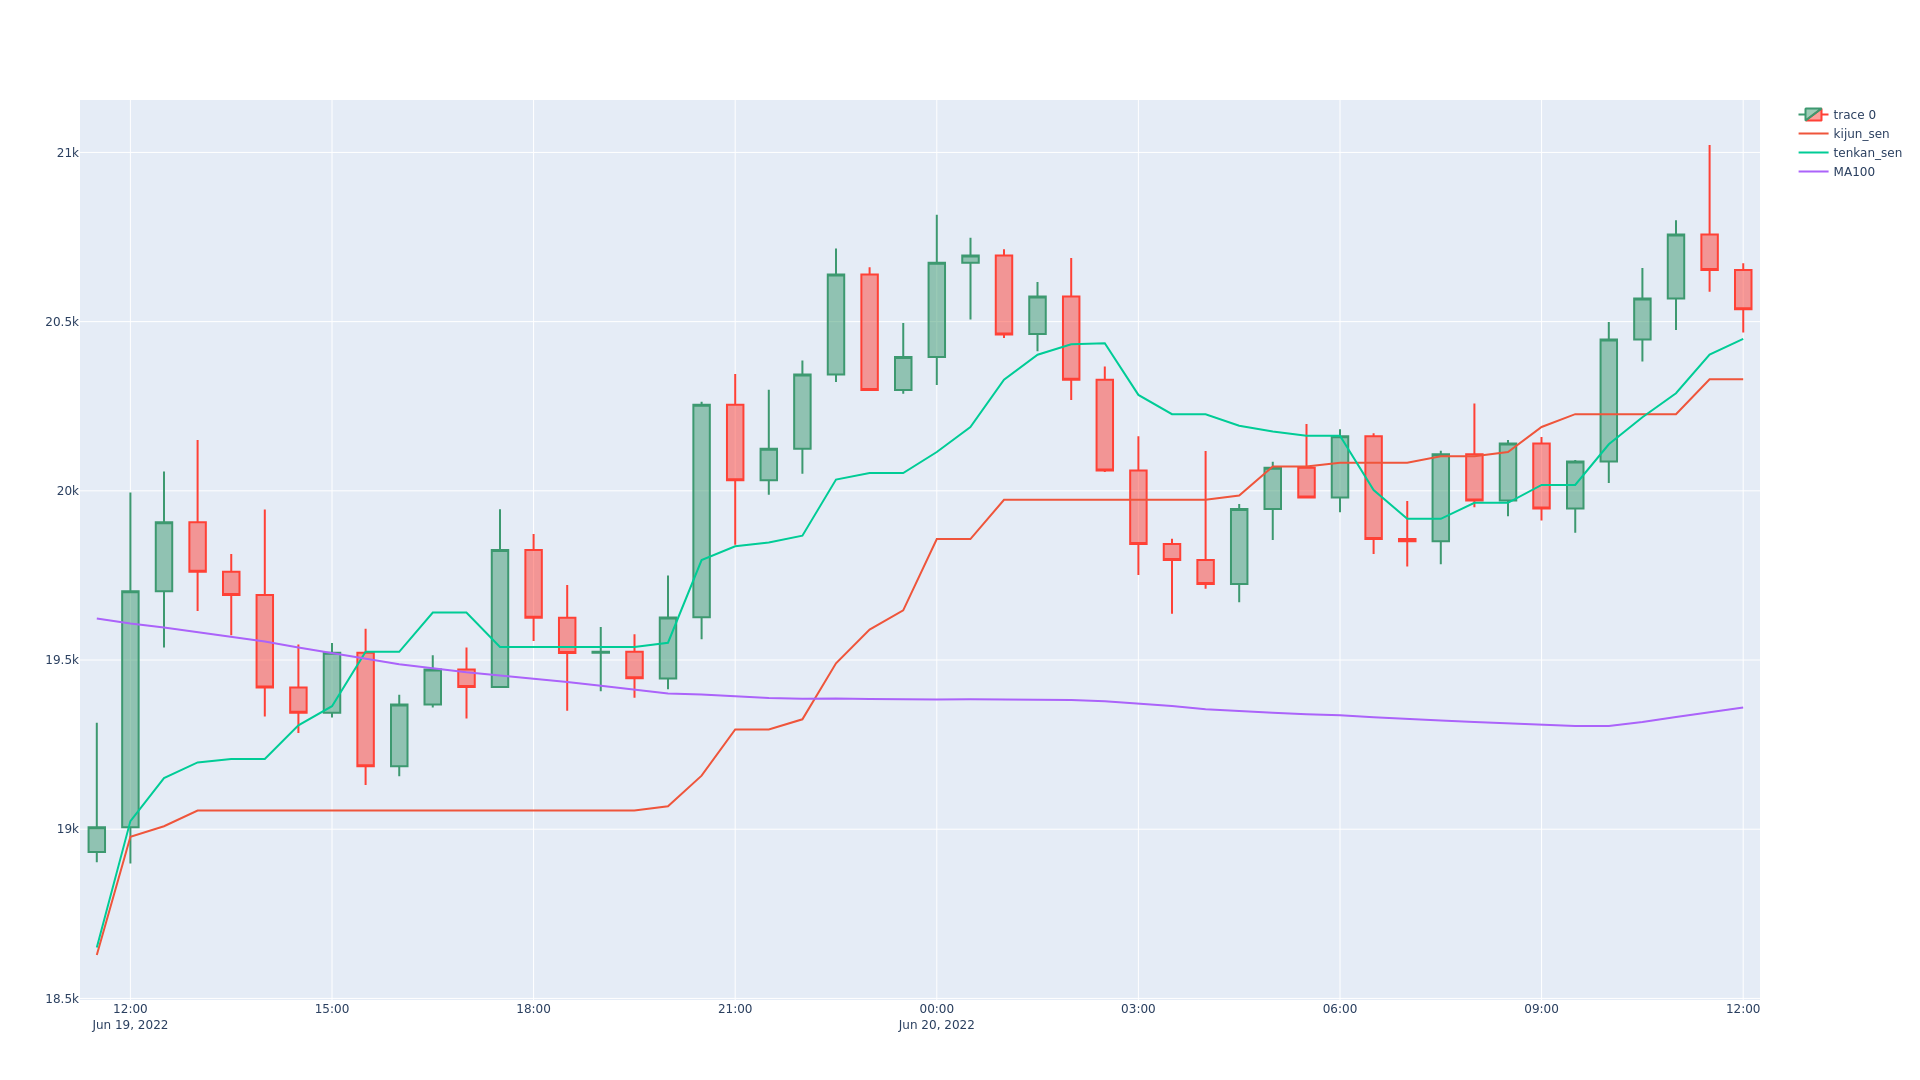 trace 0
kijun_sen
tenkan_sen
MA100
21k
20.5k
20k
19.5k
19k
18.5k
12:00 15:00 18:00 21:00 00:00 03:00 06:00 09:00 12:00
Jun 19, 2022 Jun 20, 2022